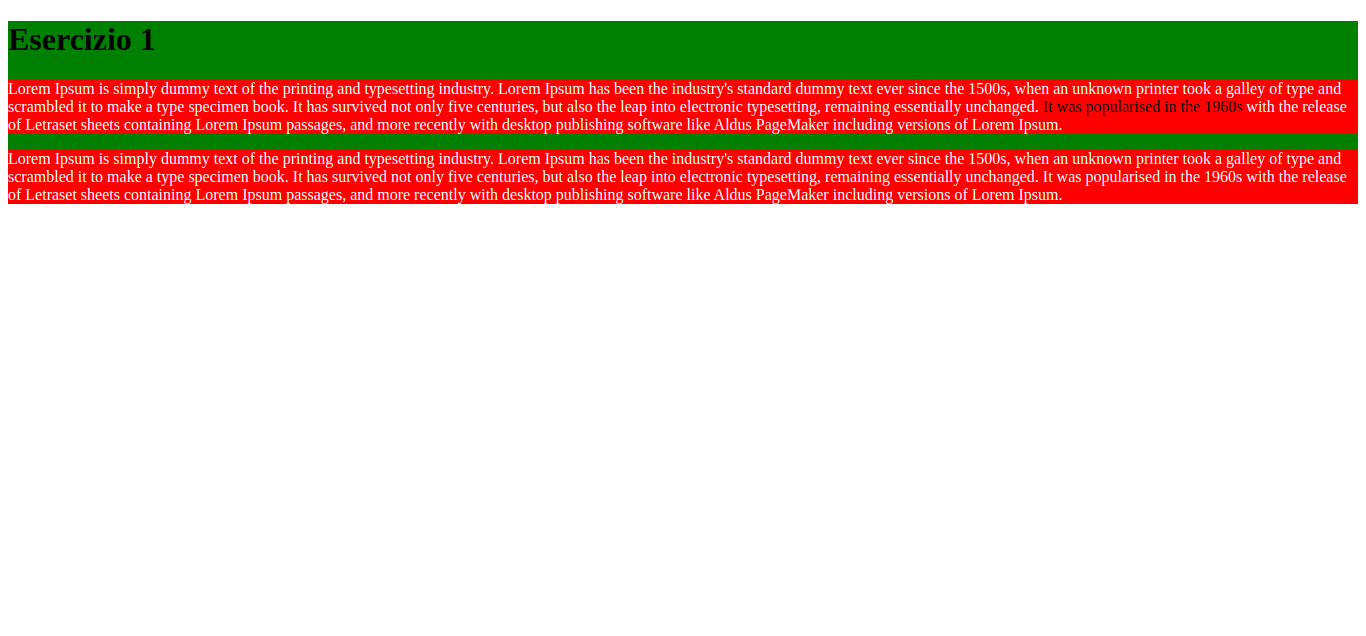 Esercizio 1
Lorem Ipsum is simply dummy text of the printing and typesetting industry. Lorem Ipsum has been the industry's standard dummy text ever since the 1500s, when an unknown printer took a galley of type and
scrambled it to make a type specimen book. It has survived not only five centuries, but also the leap into electronic typesetting, remaining essentially unchanged. It was popularised in the 1960s with the release
of Letraset sheets containing Lorem Ipsum passages, and more recently with desktop publishing software like Aldus PageMaker including versions of Lorem Ipsum.
Lorem Ipsum is simply dummy text of the printing and typesetting industry. Lorem Ipsum has been the industry's standard dummy text ever since the 1500s, when an unknown printer took a galley of type and
scrambled it to make a type specimen book. It has survived not only five centuries, but also the leap into electronic typesetting, remaining essentially unchanged. It was popularised in the 1960s with the release
of Letraset sheets containing Lorem Ipsum passages, and more recently with desktop publishing software like Aldus PageMaker including versions of Lorem Ipsum.